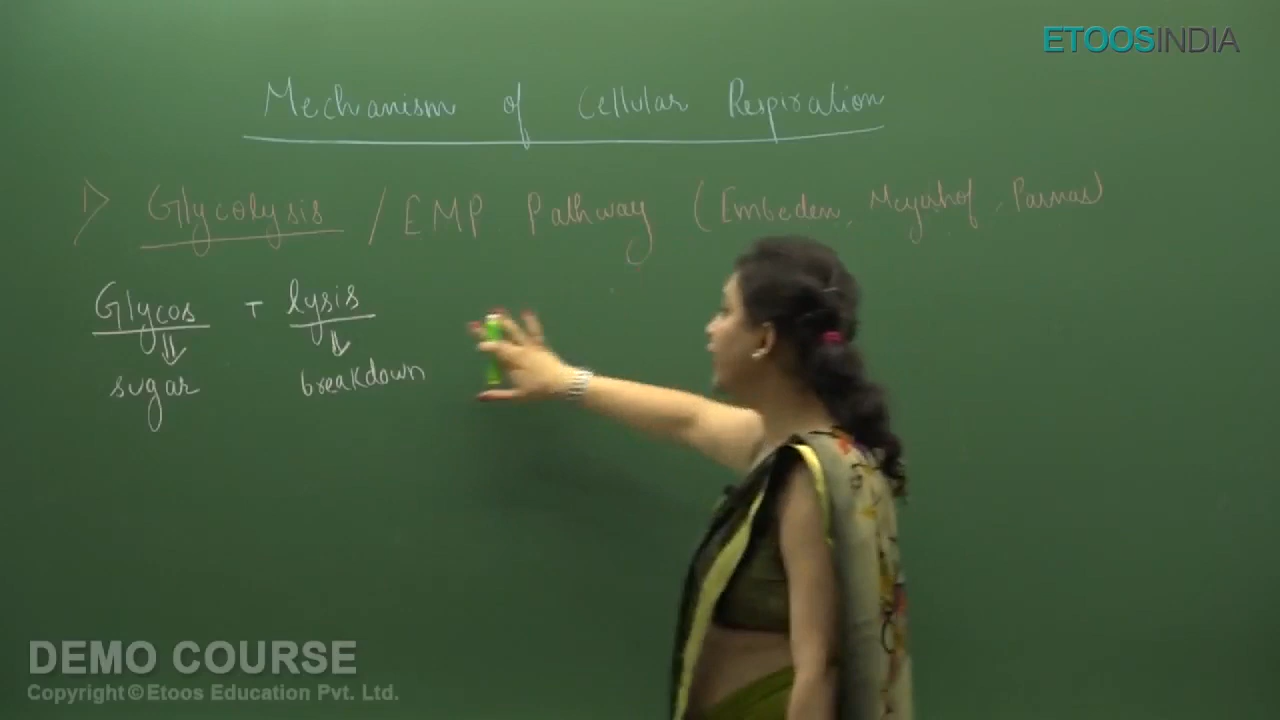 ETOOSINDIA
Mechanism of Cellular Respiration
1> Glycolysis / EMP Pathway (Embeden, Meyerhof, Parnas)
Glycos + lysis
⇓ ⇓
sugar breakdown
DEMO COURSE
Copyright©Etoos Education Pvt. Ltd.